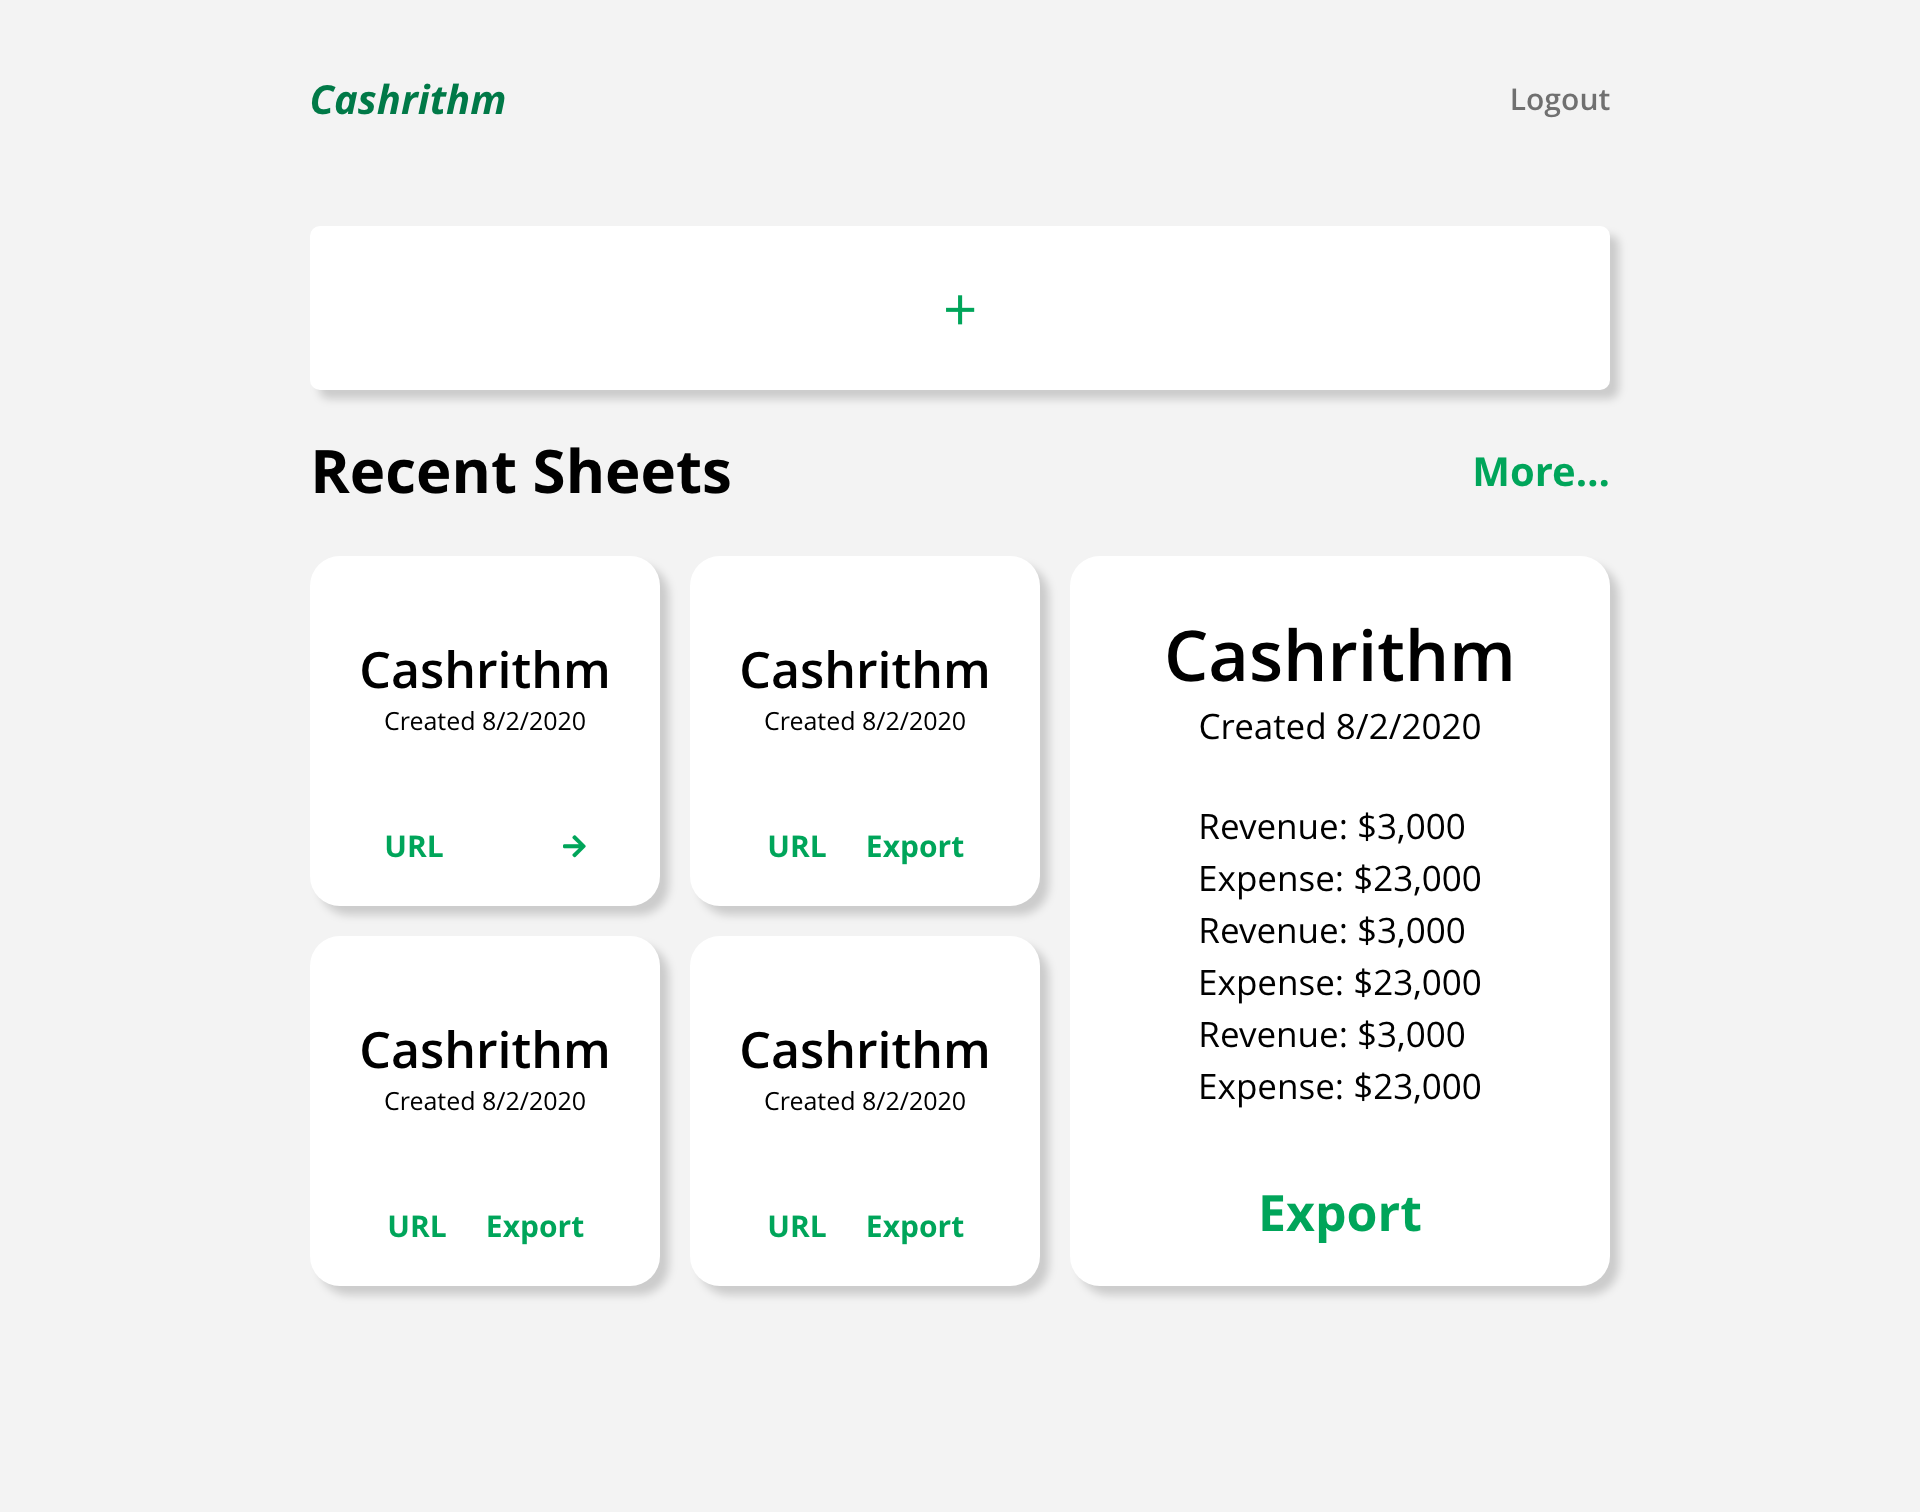 Cashrithm
Logout
+
Recent Sheets
More...
Cashrithm
Created 8/2/2020
URL →
Cashrithm
Created 8/2/2020
URL Export
Cashrithm
Created 8/2/2020
URL Export
Cashrithm
Created 8/2/2020
URL Export
Cashrithm
Created 8/2/2020
Revenue: $3,000
Expense: $23,000
Revenue: $3,000
Expense: $23,000
Revenue: $3,000
Expense: $23,000
Export